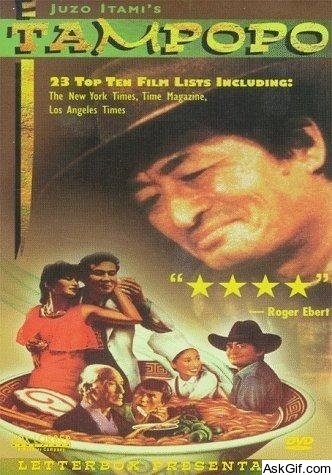 JUZO ITAMI'S
TAMPOPO
23 TOP TEN FILM LISTS INCLUDING:
The New York Times, Time Magazine,
Los Angeles Times
"★★★★"
— Roger Ebert
LETTERBOX PRESENTA
DVD
AskGif.com